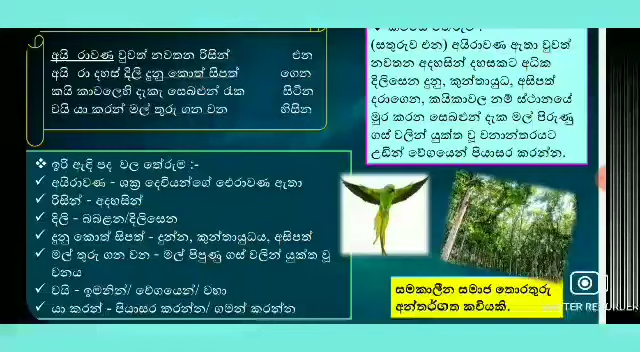 අයි රාවණ වුවත් නවතන රිසින් එන
අයි රා දහස් දිලි දුනු කොත් සිපත් ගෙන
කයි කාවලෙහි දැකැ සෙබළුන් රැක සිටින
වයි යා කරන් මල් තුරු ගන වන හිසින
❖ ඉරි ඇඳි පද වල තේරුම :-
✓ අයිරාවණ - ශක්‍ර දෙවියන්ගේ ඓරාවණ ඇතා
✓ රිසින් - අදහසින්
✓ දිලි - බබළන/දිලිසෙන
✓ දුනු කොත් සිපත් - දුන්න, කුන්තායුධය, අසිපත්
✓ මල් තුරු ගන වන - මල් පිපුණු ගස් වලින් යුක්ත වූ
වනය
✓ වයි - ඉමනින්/ වේගයෙන්/ වහා
✓ යා කරන් - පියාසර කරන්න/ ගමන් කරන්න
(සතුරුව එන) අයිරාවණ ඇතා වුවත්
නවතන අදහසින් දහසකට අධික
දිලිසෙන දුනු, කුන්තායුධ, අසිපත්
දරාගෙන, කයිකාවල නම් ස්ථානයේ
මුර කරන සෙබළුන් දැක මල් පිරුණු
ගස් වලින් යුක්ත වූ වනාන්තරයට
උඩින් වේගයෙන් පියාසර කරන්න.
සමකාලීන සමාජ තොරතුරු
අන්තර්ගත කවියකි.